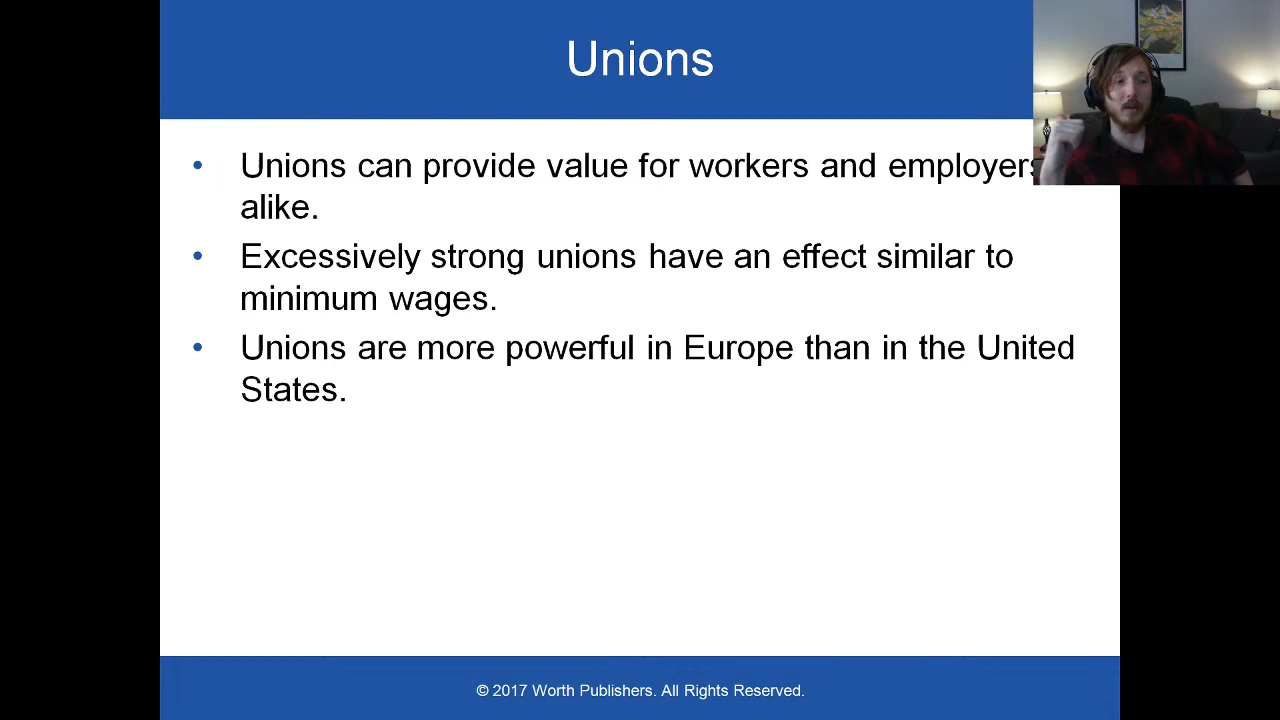 Unions
• Unions can provide value for workers and employers
alike.
• Excessively strong unions have an effect similar to
minimum wages.
• Unions are more powerful in Europe than in the United
States.
© 2017 Worth Publishers. All Rights Reserved.